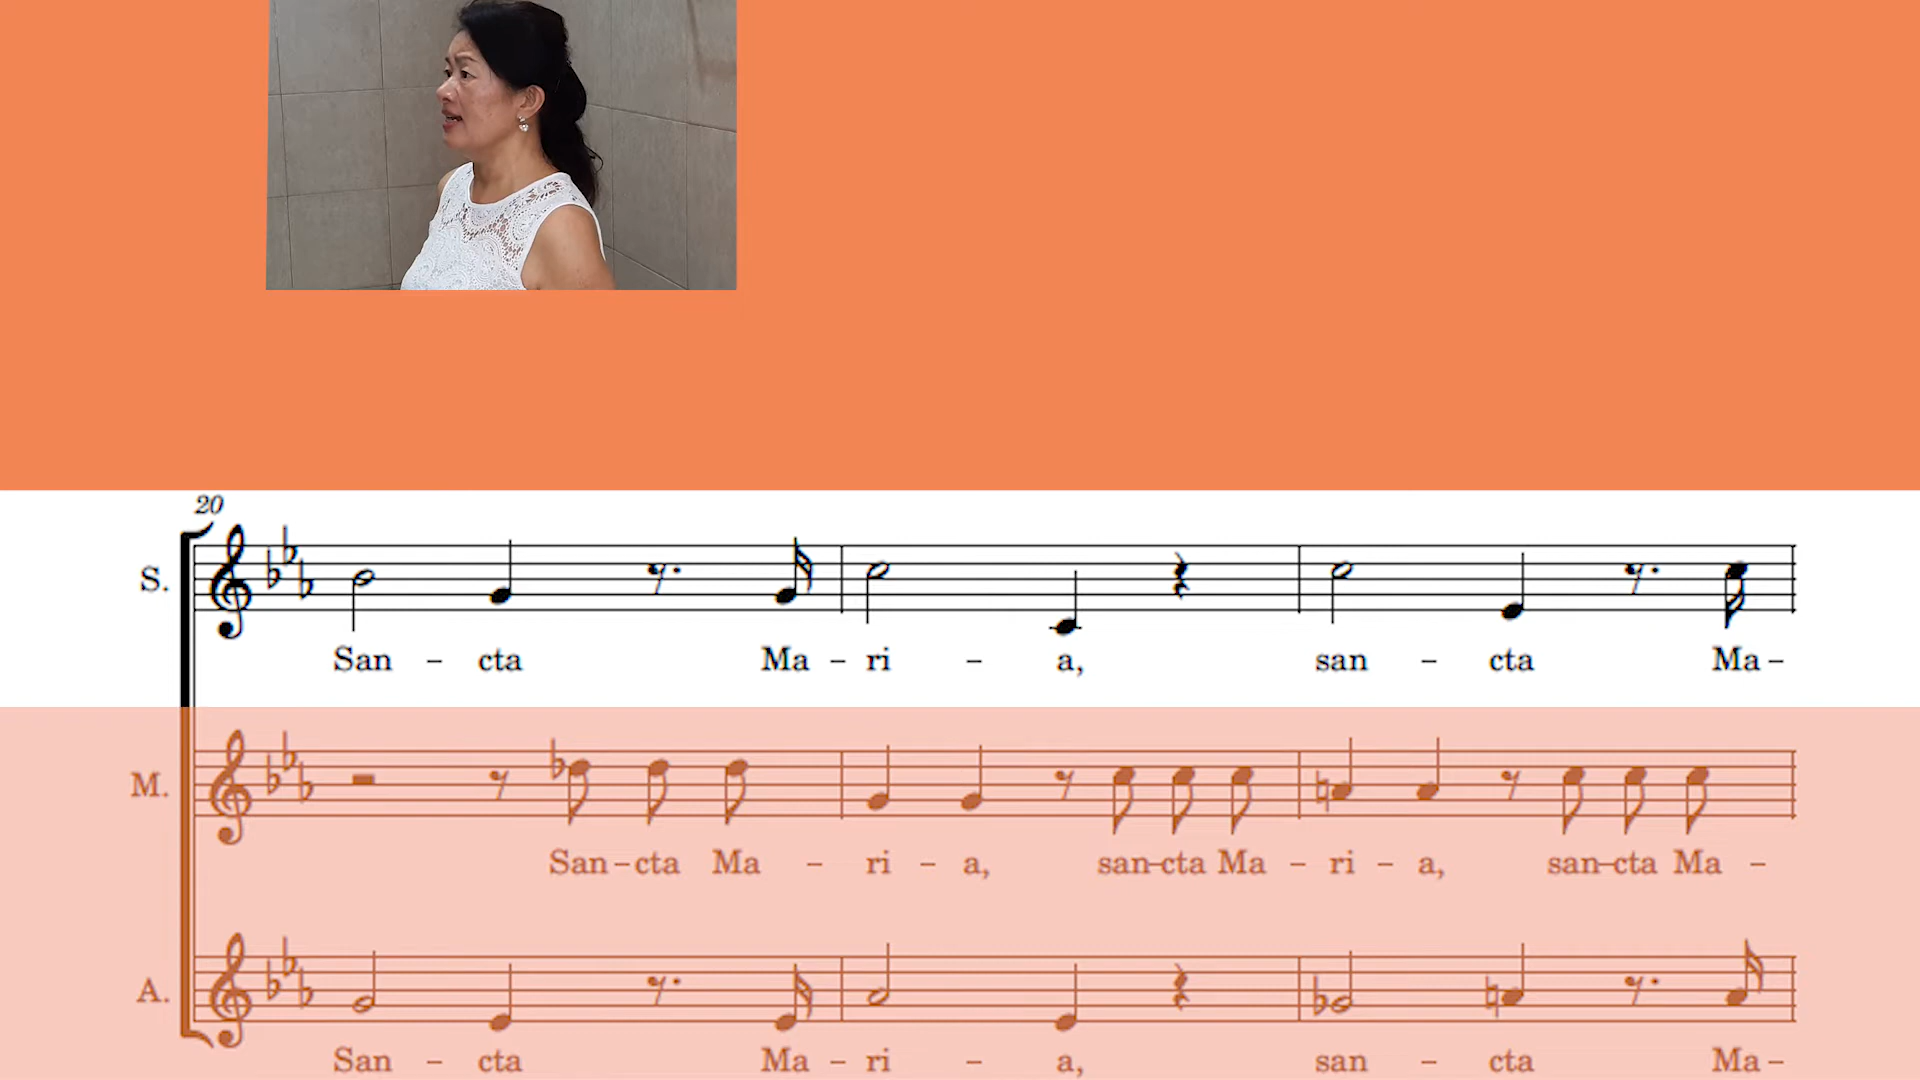 20
S.
San – cta Ma – ri – a, san – cta Ma –
M.
San – cta Ma – ri – a, san – cta Ma – ri – a, san – cta Ma –
A.
San – cta Ma – ri – a, san – cta Ma –